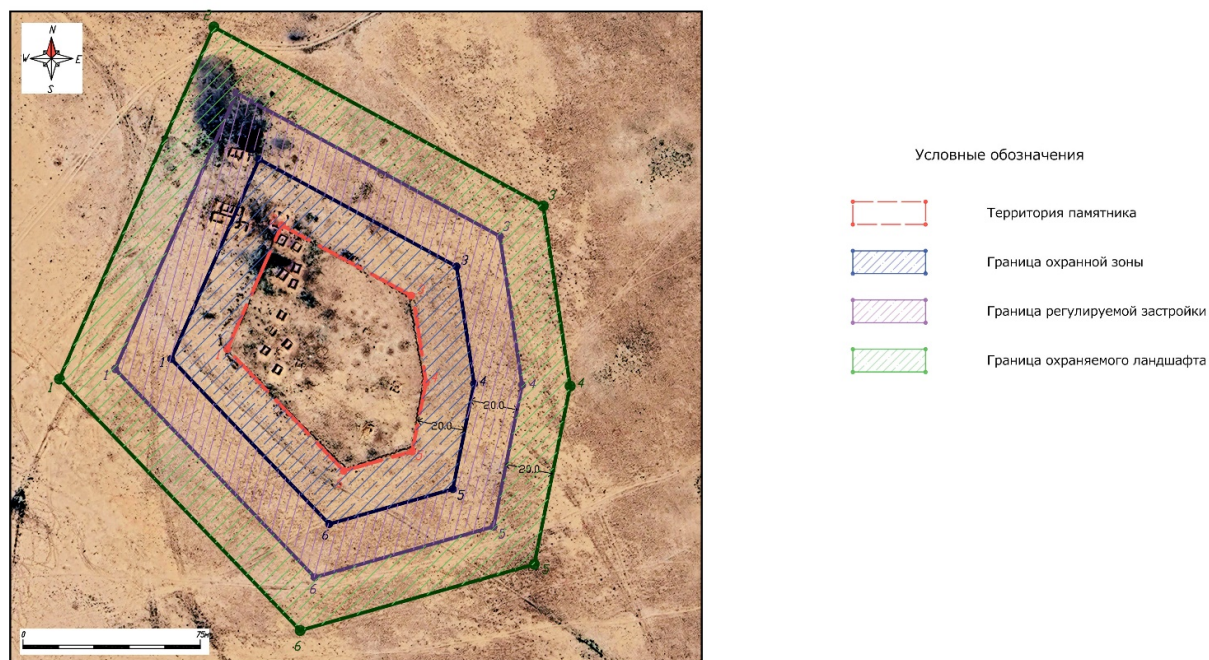 N
W E
S
2
3
2
3
3
1
1
1
4
4
4
20.0
20.0
20.0
5
5
5
6
6
6
0 75м
Условные обозначения
Территория памятника
Граница охранной зоны
Граница регулируемой застройки
Граница охраняемого ландшафта